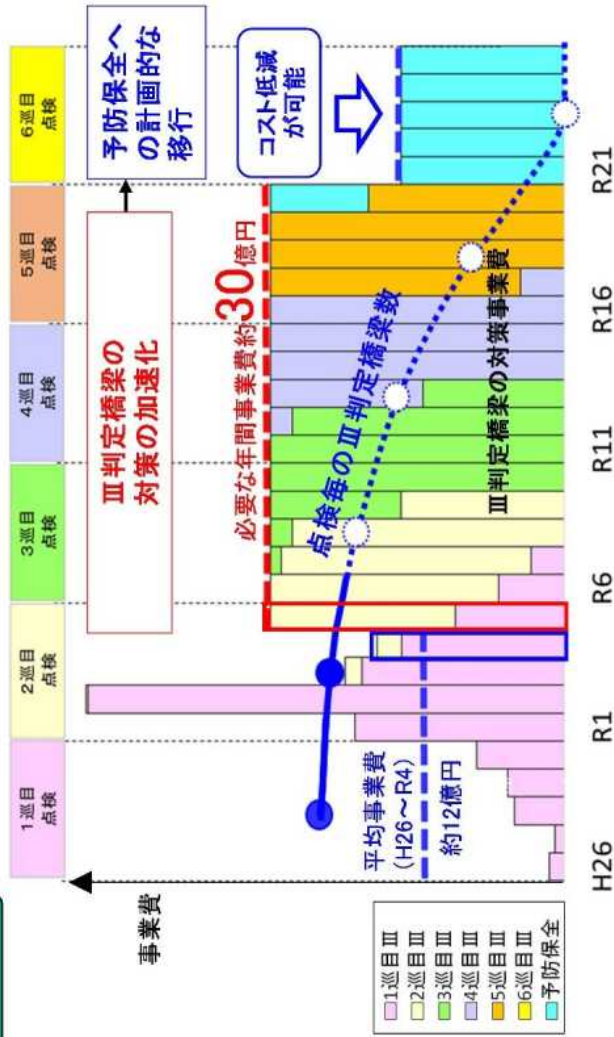 1巡目
点検
2巡目
点検
3巡目
点検
4巡目
点検
5巡目
点検
6巡目
点検
Ⅲ判定橋梁の
対策の加速化
予防保全へ
の計画的な
移行
事業費
必要な年間事業費約30億円
コスト低減
が可能
点検毎のⅢ判定橋梁数
平均事業費
(H26～R4)
約12億円
Ⅲ判定橋梁の対策事業費
1巡目Ⅲ
2巡目Ⅲ
3巡目Ⅲ
4巡目Ⅲ
5巡目Ⅲ
6巡目Ⅲ
予防保全
H26
R1
R6
R11
R16
R21